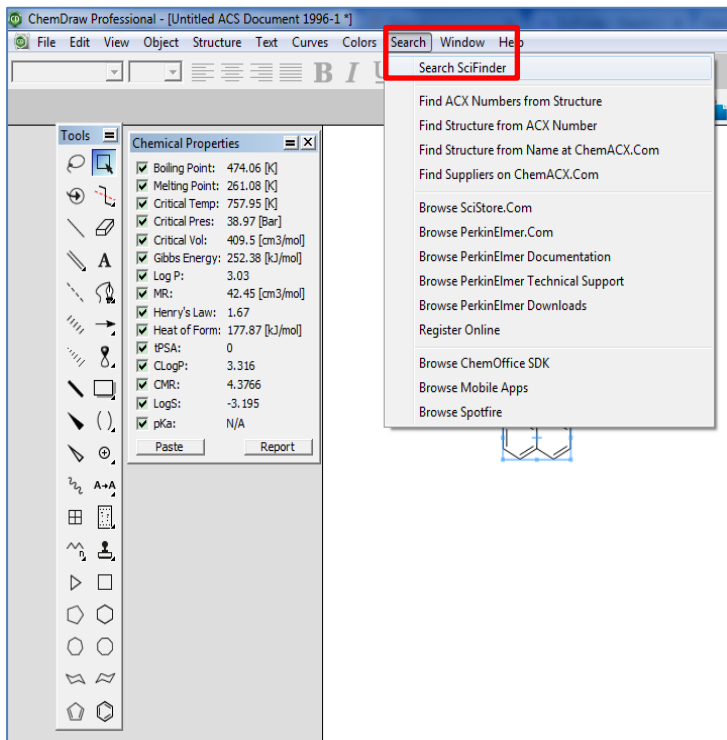 ChemDraw Professional - [Untitled ACS Document 1996-1 *]
File Edit View Object Structure Text Curves Colors Search Window Help
B I U
Search SciFinder
Find ACX Numbers from Structure
Find Structure from ACX Number
Find Structure from Name at ChemACX.Com
Find Suppliers on ChemACX.Com
Browse SciStore.Com
Browse PerkinElmer.Com
Browse PerkinElmer Documentation
Browse PerkinElmer Technical Support
Browse PerkinElmer Downloads
Register Online
Browse ChemOffice SDK
Browse Mobile Apps
Browse Spotfire
Tools
A
A→A
n
Chemical Properties
Boiling Point: 474.06 [K]
Melting Point: 261.08 [K]
Critical Temp: 757.95 [K]
Critical Pres: 38.97 [Bar]
Critical Vol: 409.5 [cm3/mol]
Gibbs Energy: 252.38 [kJ/mol]
Log P: 3.03
MR: 42.45 [cm3/mol]
Henry's Law: 1.67
Heat of Form: 177.87 [kJ/mol]
tPSA: 0
CLogP: 3.316
CMR: 4.3766
LogS: -3.195
pKa: N/A
Paste Report